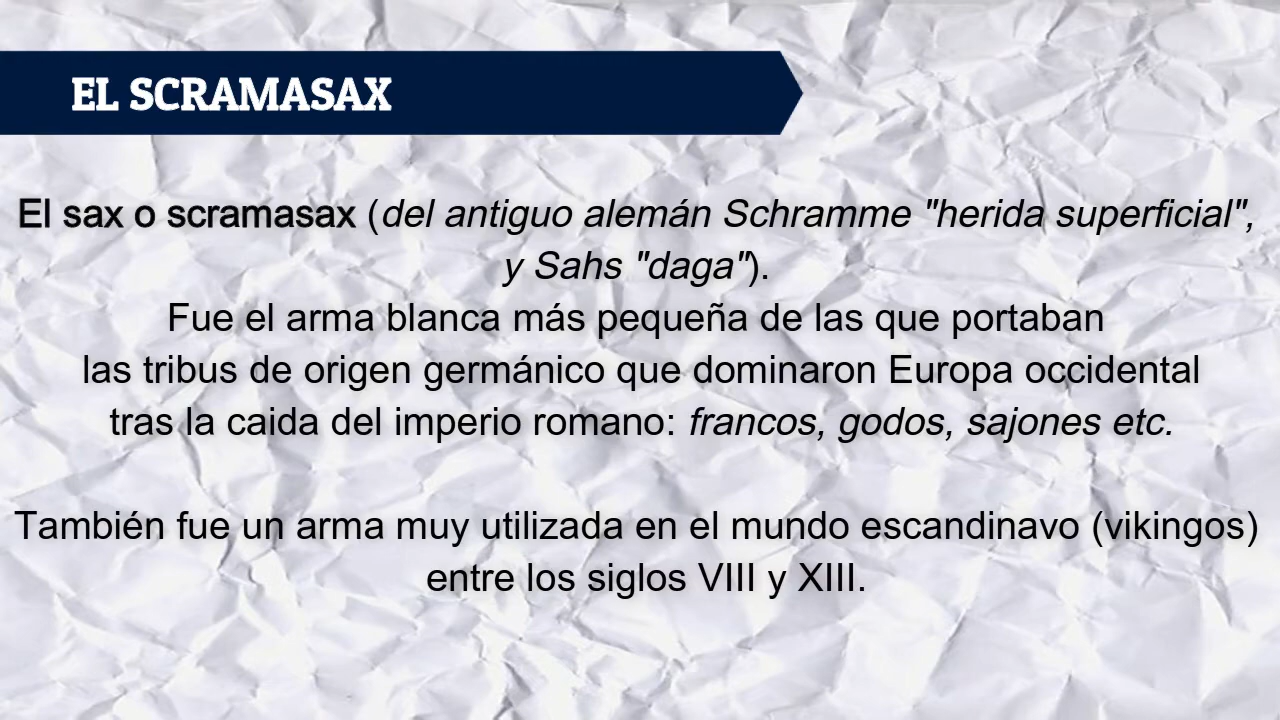 EL SCRAMASAX
El sax o scramasax (del antiguo alemán Schramme "herida superficial",
y Sahs "daga").
Fue el arma blanca más pequeña de las que portaban
las tribus de origen germánico que dominaron Europa occidental
tras la caida del imperio romano: francos, godos, sajones etc.
También fue un arma muy utilizada en el mundo escandinavo (vikingos)
entre los siglos VIII y XIII.